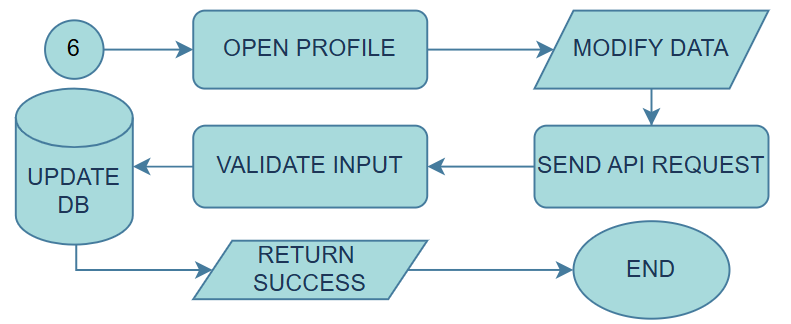 6
OPEN PROFILE
MODIFY DATA
SEND API REQUEST
VALIDATE INPUT
UPDATE
DB
RETURN
SUCCESS
END